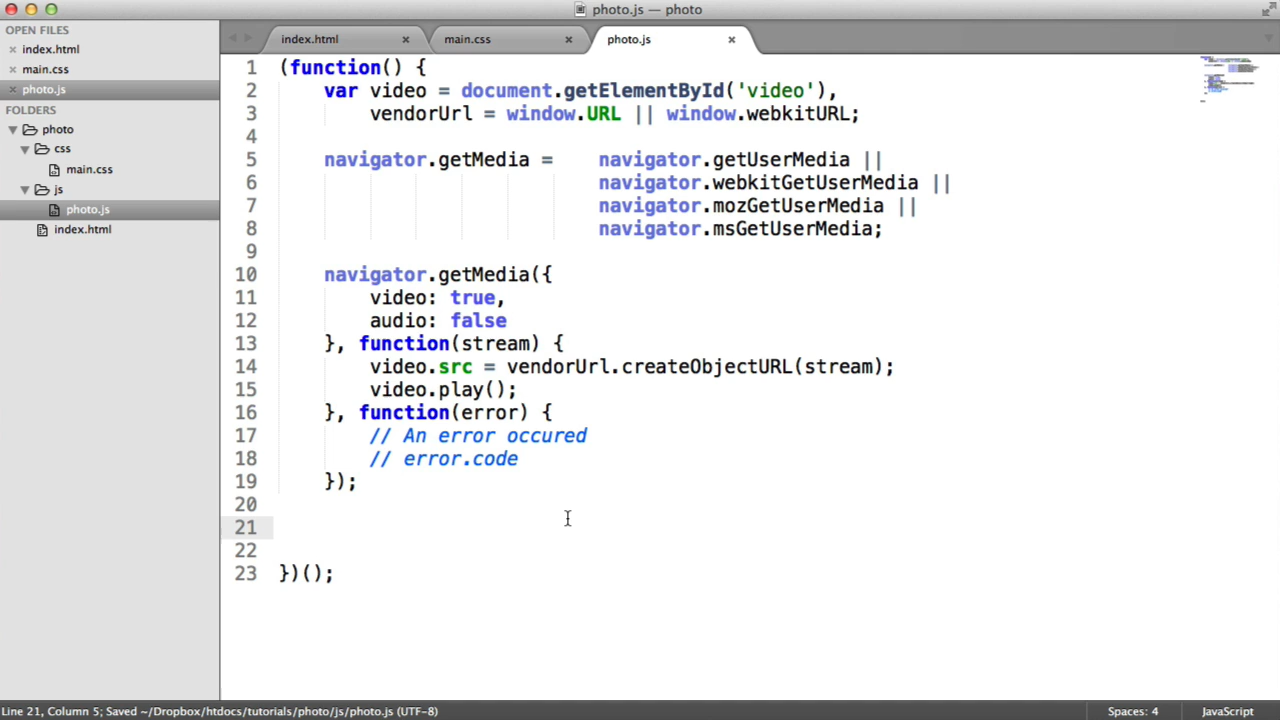 photo.js — photo
OPEN FILES
index.html
main.css
photo.js
FOLDERS
photo
css
main.css
js
photo.js
index.html
index.html
main.css
photo.js
1 (function() {
2     var video = document.getElementById('video'),
3         vendorUrl = window.URL || window.webkitURL;
4
5     navigator.getMedia =    navigator.getUserMedia ||
6                             navigator.webkitGetUserMedia ||
7                             navigator.mozGetUserMedia ||
8                             navigator.msGetUserMedia;
9
10     navigator.getMedia({
11         video: true,
12         audio: false
13     }, function(stream) {
14         video.src = vendorUrl.createObjectURL(stream);
15         video.play();
16     }, function(error) {
17         // An error occured
18         // error.code
19     });
20
21
22
23 })();
Line 21, Column 5; Saved ~/Dropbox/htdocs/tutorials/photo/js/photo.js (UTF-8)
Spaces: 4
JavaScript